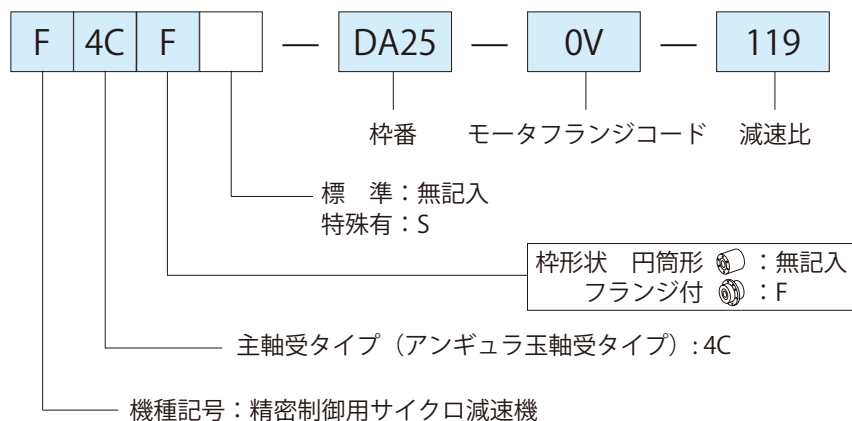 F 4C F — DA25 — 0V — 119
枠番 モータフランジコード 減速比
標　準：無記入
特殊有：S
枠形状　円筒形 ：無記入
フランジ付 ：F
主軸受タイプ（アンギュラ玉軸受タイプ）: 4C
機種記号：精密制御用サイクロ減速機